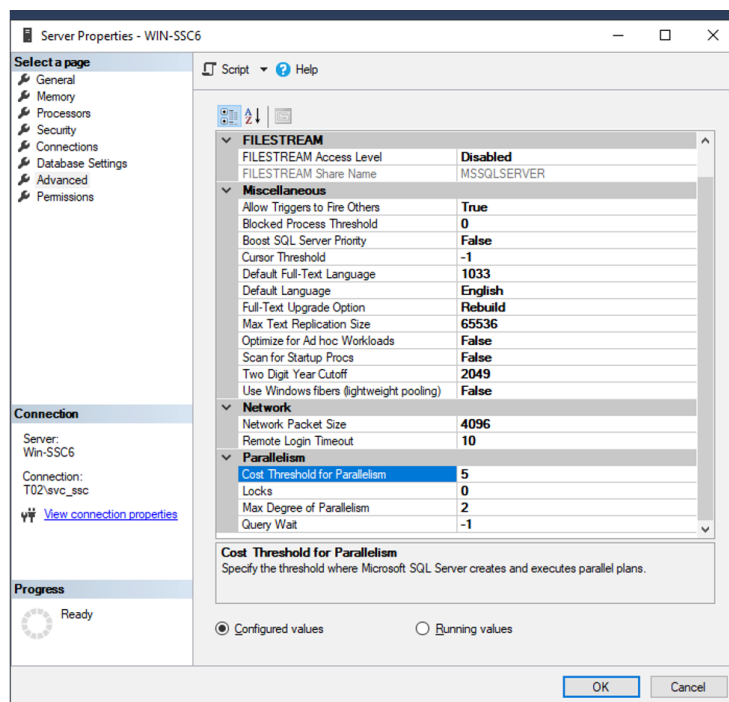 Server Properties - WIN-SSC6
Select a page
General
Memory
Processors
Security
Connections
Database Settings
Advanced
Permissions
Connection
Server:
Win-SSC6
Connection:
T02\svc_ssc
View connection properties
Progress
Ready
Script Help
FILESTREAM
FILESTREAM Access Level Disabled
FILESTREAM Share Name MSSQLSERVER
Miscellaneous
Allow Triggers to Fire Others True
Blocked Process Threshold 0
Boost SQL Server Priority False
Cursor Threshold -1
Default Full-Text Language 1033
Default Language English
Full-Text Upgrade Option Rebuild
Max Text Replication Size 65536
Optimize for Ad hoc Workloads False
Scan for Startup Procs False
Two Digit Year Cutoff 2049
Use Windows fibers (lightweight pooling) False
Network
Network Packet Size 4096
Remote Login Timeout 10
Parallelism
Cost Threshold for Parallelism 5
Locks 0
Max Degree of Parallelism 2
Query Wait -1
Cost Threshold for Parallelism
Specify the threshold where Microsoft SQL Server creates and executes parallel plans.
Configured values Running values
OK Cancel